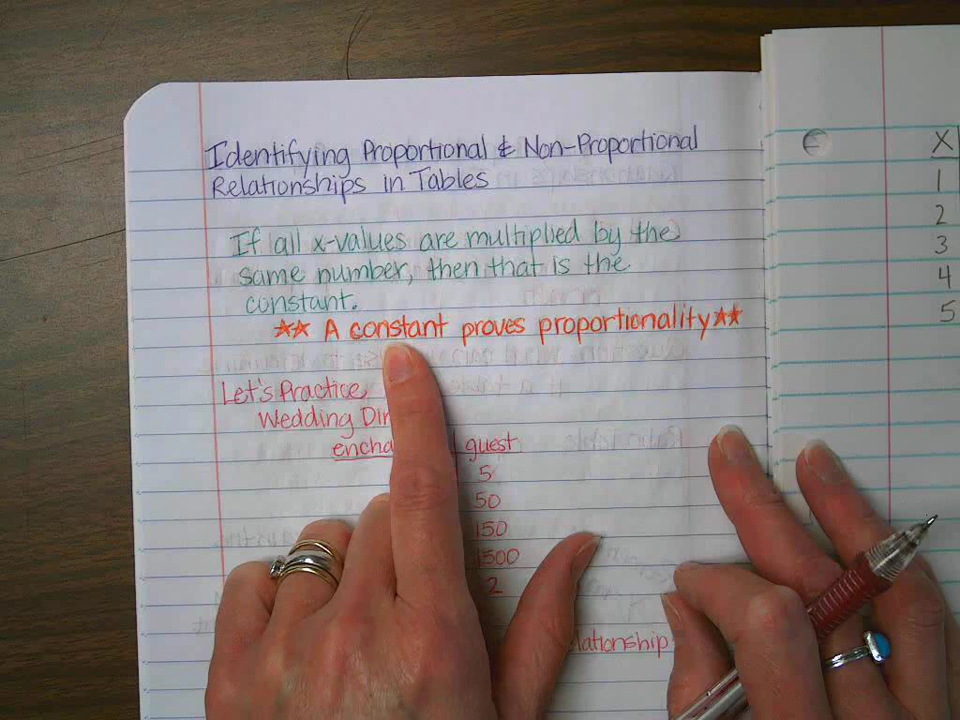 Identifying Proportional & Non-Proportional
Relationships in Tables
If all x-values are multiplied by the
same number, then that is the
constant.
** A constant proves proportionality **
Let's Practice
Wedding
guest
5
50
150
1500
2
X
1
2
3
4
5